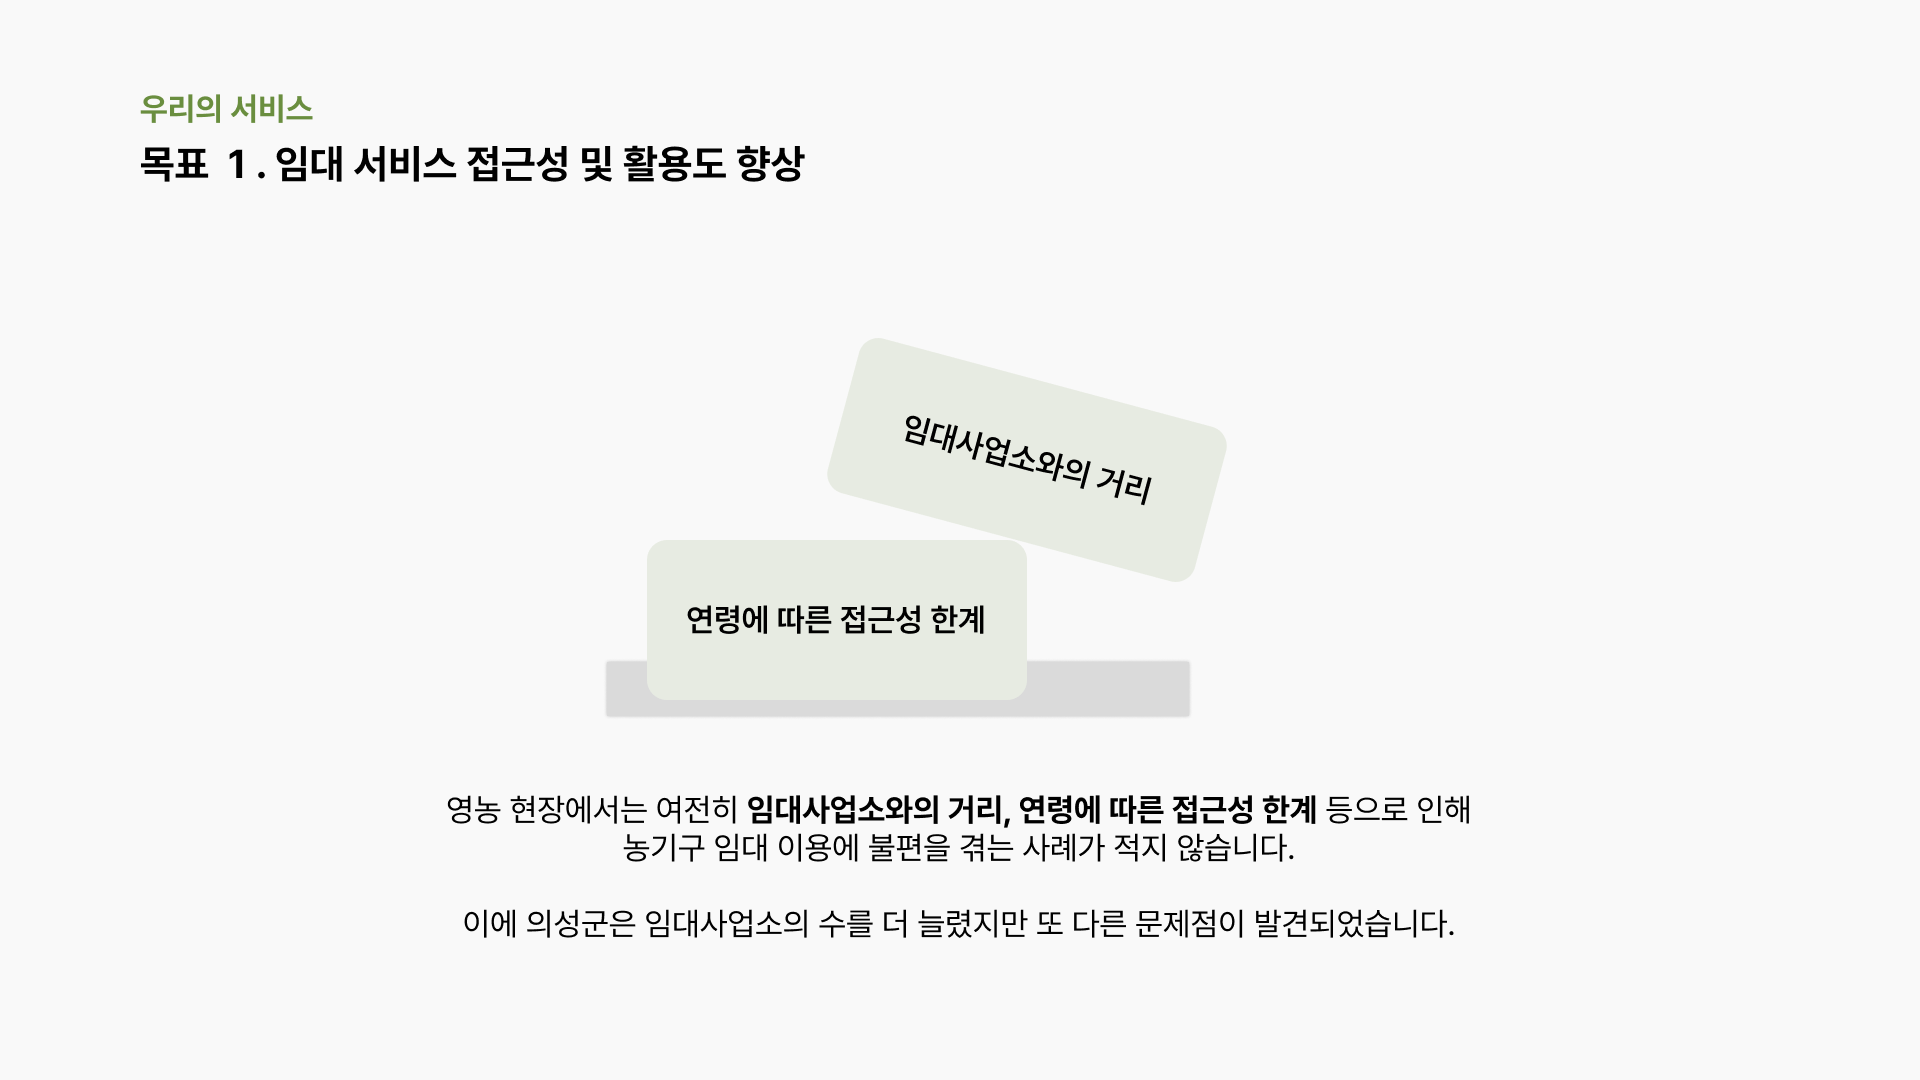 우리의 서비스
목표 1 . 임대 서비스 접근성 및 활용도 향상
임대사업소와의 거리
연령에 따른 접근성 한계
영농 현장에서는 여전히 임대사업소와의 거리, 연령에 따른 접근성 한계 등으로 인해
농기구 임대 이용에 불편을 겪는 사례가 적지 않습니다.
이에 의성군은 임대사업소의 수를 더 늘렸지만 또 다른 문제점이 발견되었습니다.